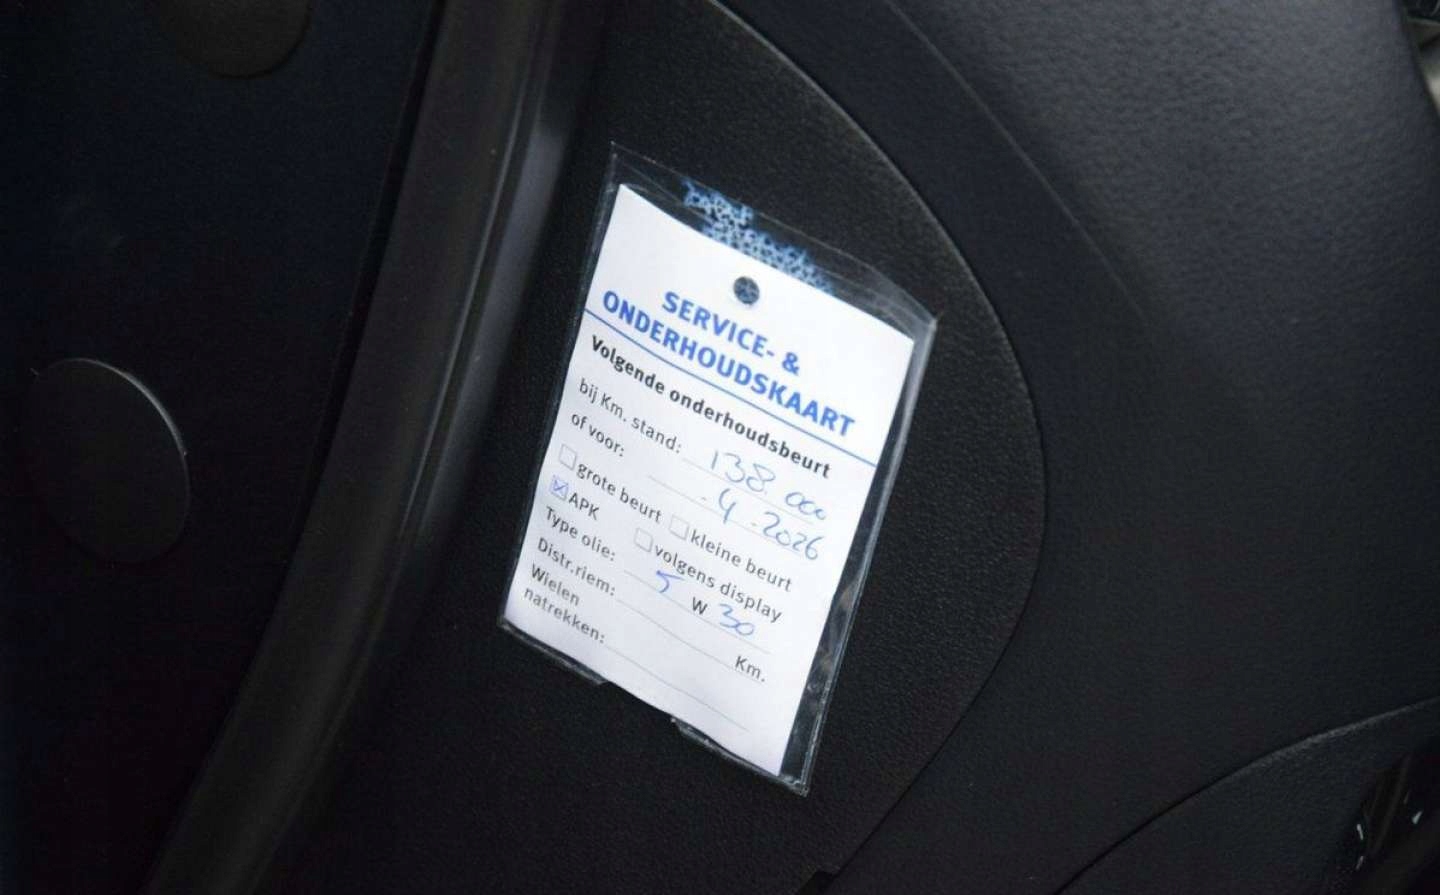 SERVICE- &
ONDERHOUDSKAART
Volgende onderhoudsbeurt
bij Km. stand: 138.000
of voor: 4-2026
grote beurt kleine beurt
APK volgens display
Type olie: 5 W 30
Distr.riem: Km.
Wielen
natrekken: